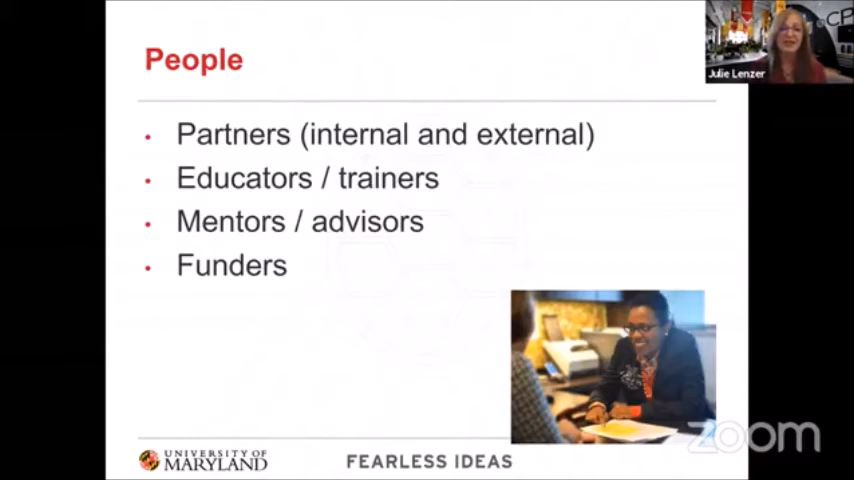 People
Partners (internal and external)
Educators / trainers
Mentors / advisors
Funders
Julie Lenzer
UNIVERSITY OF
MARYLAND
FEARLESS IDEAS
zoom